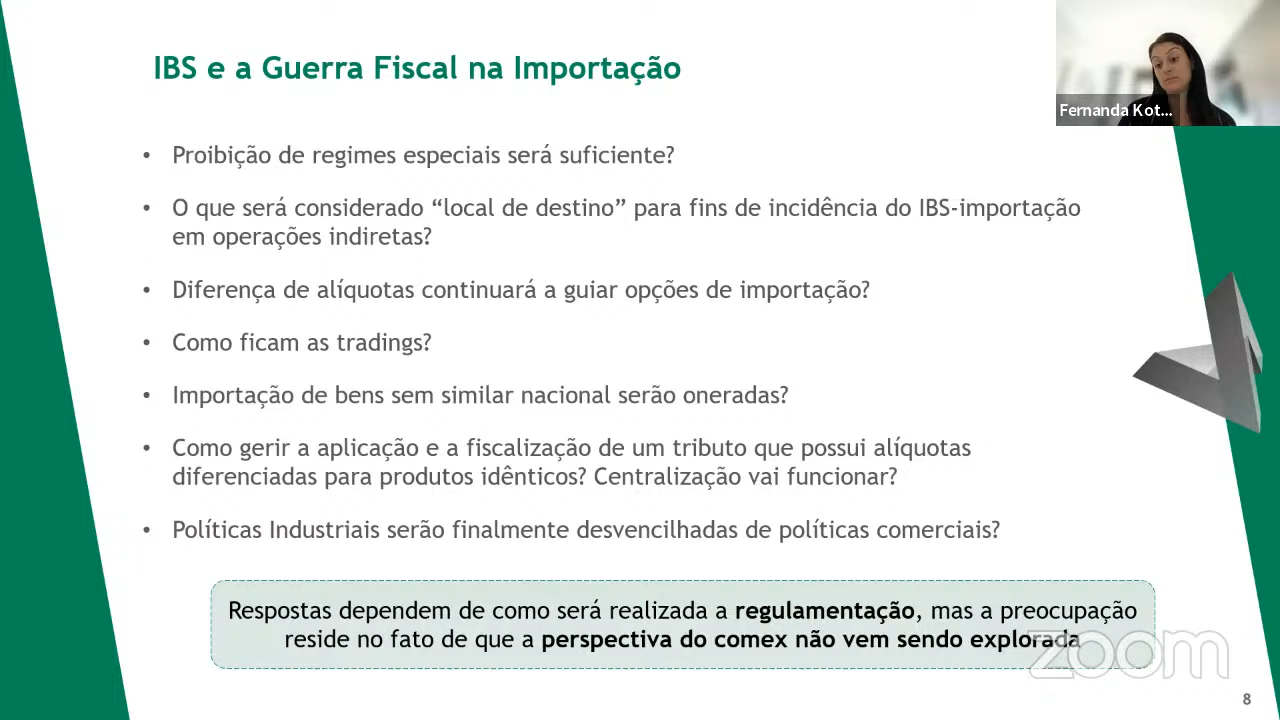 IBS e a Guerra Fiscal na Importação
Fernanda Kot...
• Proibição de regimes especiais será suficiente?
• O que será considerado “local de destino” para fins de incidência do IBS-importação
em operações indiretas?
• Diferença de alíquotas continuará a guiar opções de importação?
• Como ficam as tradings?
• Importação de bens sem similar nacional serão oneradas?
• Como gerir a aplicação e a fiscalização de um tributo que possui alíquotas
diferenciadas para produtos idênticos? Centralização vai funcionar?
• Políticas Industriais serão finalmente desvencilhadas de políticas comerciais?
Respostas dependem de como será realizada a regulamentação, mas a preocupação
reside no fato de que a perspectiva do comex não vem sendo explorada
zoom
8